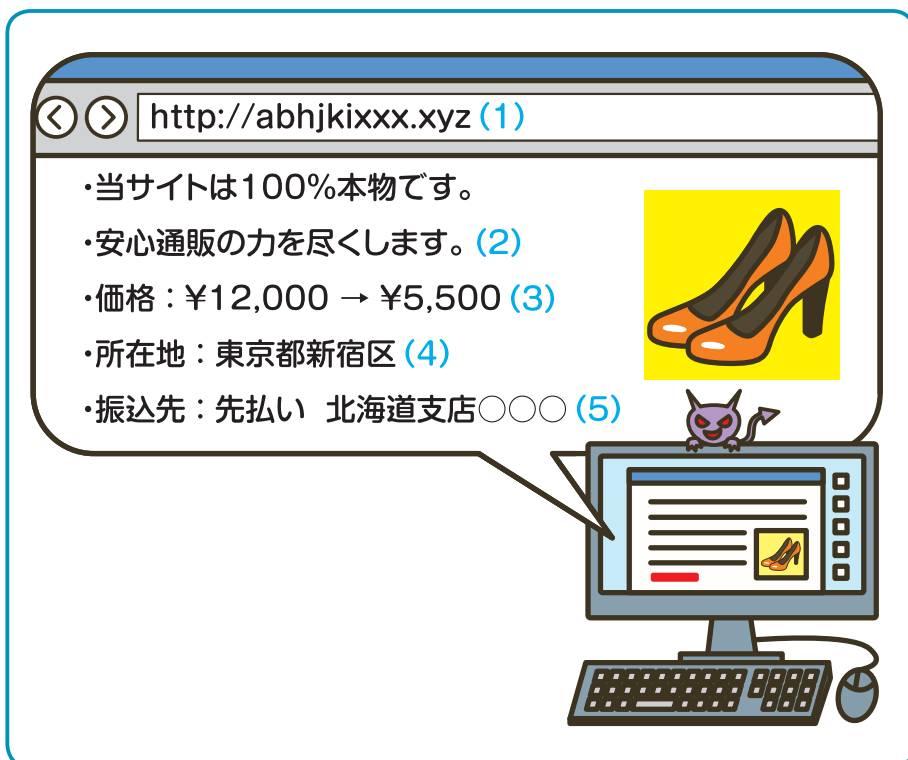 http://abhjkixxx.xyz (1)
・当サイトは100%本物です。
・安心通販の力を尽くします。(2)
・価格：¥12,000 → ¥5,500 (3)
・所在地：東京都新宿区 (4)
・振込先：先払い 北海道支店○○○ (5)